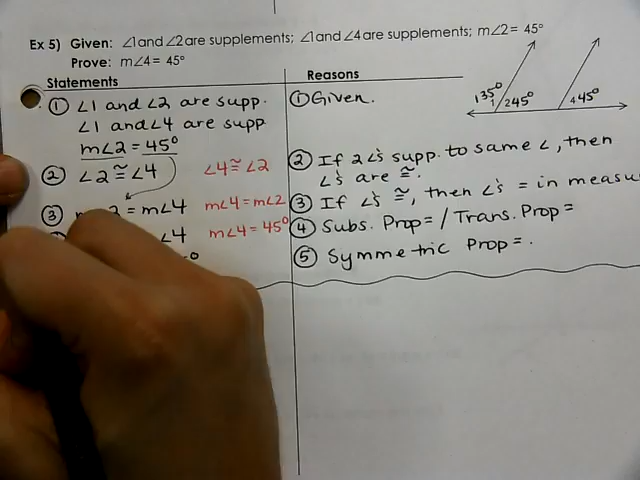 Ex 5) Given: ∠1 and ∠2 are supplements; ∠1 and ∠4 are supplements; m∠2 = 45°
Prove: m∠4 = 45°
Statements
Reasons
① ∠1 and ∠2 are supp.
∠1 and ∠4 are supp
m∠2 = 45°
② ∠2 ≅ ∠4
∠4 ≅ ∠2
③ 2 = m∠4
m∠4 = m∠2
∠4
m∠4 = 45°
① Given.
② If 2 ∠'s supp. to same ∠, then
∠'s are ≅.
③ If ∠'s ≅, then ∠'s = in measu
④ Subs. Prop = / Trans. Prop =
⑤ Symmetric Prop = .
135°
1
2 45°
4 45°